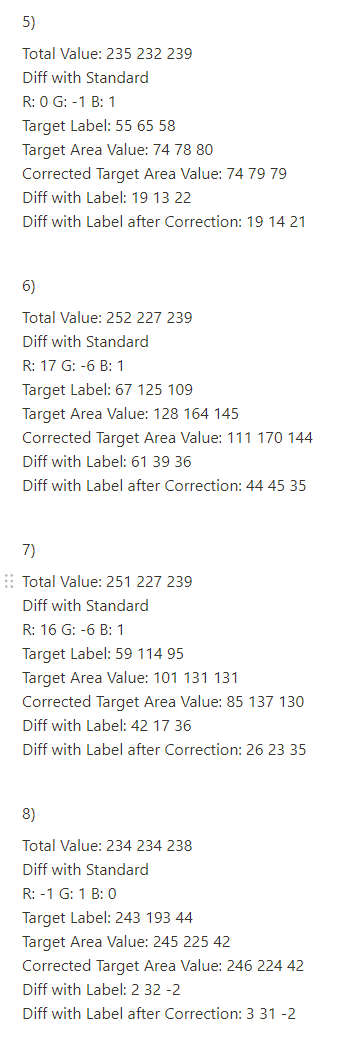 5)
Total Value: 235 232 239
Diff with Standard
R: 0 G: -1 B: 1
Target Label: 55 65 58
Target Area Value: 74 78 80
Corrected Target Area Value: 74 79 79
Diff with Label: 19 13 22
Diff with Label after Correction: 19 14 21
6)
Total Value: 252 227 239
Diff with Standard
R: 17 G: -6 B: 1
Target Label: 67 125 109
Target Area Value: 128 164 145
Corrected Target Area Value: 111 170 144
Diff with Label: 61 39 36
Diff with Label after Correction: 44 45 35
7)
Total Value: 251 227 239
Diff with Standard
R: 16 G: -6 B: 1
Target Label: 59 114 95
Target Area Value: 101 131 131
Corrected Target Area Value: 85 137 130
Diff with Label: 42 17 36
Diff with Label after Correction: 26 23 35
8)
Total Value: 234 234 238
Diff with Standard
R: -1 G: 1 B: 0
Target Label: 243 193 44
Target Area Value: 245 225 42
Corrected Target Area Value: 246 224 42
Diff with Label: 2 32 -2
Diff with Label after Correction: 3 31 -2